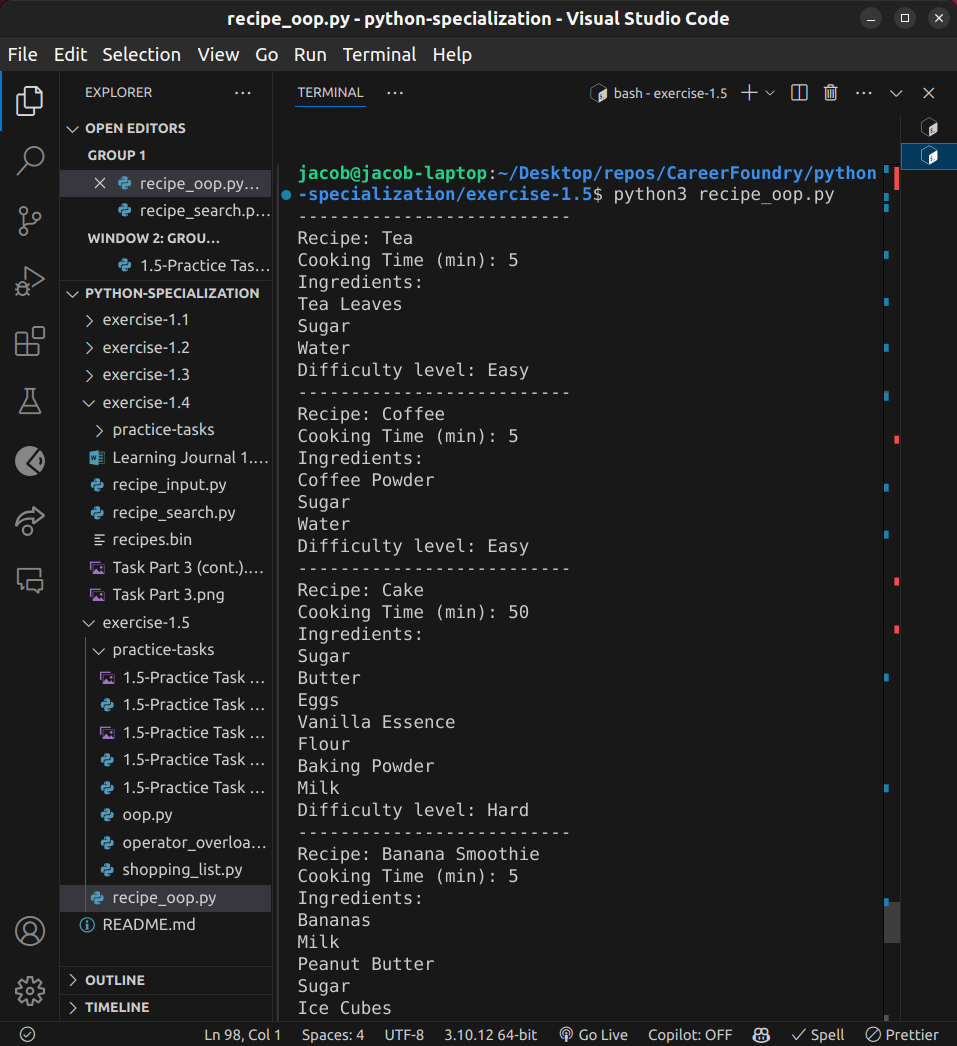 recipe_oop.py - python-specialization - Visual Studio Code
File Edit Selection View Go Run Terminal Help
EXPLORER
OPEN EDITORS
GROUP 1
recipe_oop.py...
recipe_search.p...
WINDOW 2: GROU...
1.5-Practice Tas...
PYTHON-SPECIALIZATION
exercise-1.1
exercise-1.2
exercise-1.3
exercise-1.4
practice-tasks
Learning Journal 1....
recipe_input.py
recipe_search.py
recipes.bin
Task Part 3 (cont.)....
Task Part 3.png
exercise-1.5
practice-tasks
1.5-Practice Task ...
1.5-Practice Task ...
1.5-Practice Task ...
1.5-Practice Task ...
1.5-Practice Task ...
oop.py
operator_overloa...
shopping_list.py
recipe_oop.py
README.md
OUTLINE
TIMELINE
TERMINAL
bash - exercise-1.5
jacob@jacob-laptop:~/Desktop/repos/CareerFoundry/python
-specialization/exercise-1.5$ python3 recipe_oop.py
--------------------------
Recipe: Tea
Cooking Time (min): 5
Ingredients:
Tea Leaves
Sugar
Water
Difficulty level: Easy
--------------------------
Recipe: Coffee
Cooking Time (min): 5
Ingredients:
Coffee Powder
Sugar
Water
Difficulty level: Easy
--------------------------
Recipe: Cake
Cooking Time (min): 50
Ingredients:
Sugar
Butter
Eggs
Vanilla Essence
Flour
Baking Powder
Milk
Difficulty level: Hard
--------------------------
Recipe: Banana Smoothie
Cooking Time (min): 5
Ingredients:
Bananas
Milk
Peanut Butter
Sugar
Ice Cubes
Ln 98, Col 1 Spaces: 4 UTF-8 3.10.12 64-bit Go Live Copilot: OFF Spell Prettier